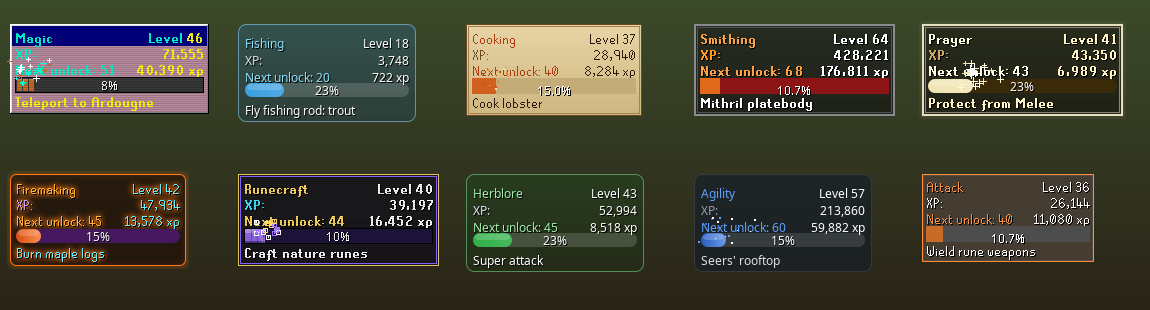 Magic Level 46
XP: 71,555
unlock: 51 40,390 xp
8%
Teleport to Ardougne
Fishing Level 18
XP: 3,748
Next unlock: 20 722 xp
23%
Fly fishing rod: trout
Cooking Level 37
XP: 28,940
Next unlock: 40 8,284 xp
15.0%
Cook lobster
Smithing Level 64
XP: 428,221
Next unlock: 68 176,811 xp
10.7%
Mithril platebody
Prayer Level 41
XP: 43,350
Next unlock: 43 6,989 xp
23%
Protect from Melee
Firemaking Level 42
XP: 47,934
Next unlock: 45 13,578 xp
15%
Burn maple logs
Runecraft Level 40
XP: 39,197
Next unlock: 44 16,452 xp
10%
Craft nature runes
Herblore Level 43
XP: 52,994
Next unlock: 45 8,518 xp
23%
Super attack
Agility Level 57
XP: 213,860
Next unlock: 60 59,882 xp
15%
Seers' rooftop
Attack Level 36
XP: 26,144
Next unlock: 40 11,080 xp
10.7%
Wield rune weapons